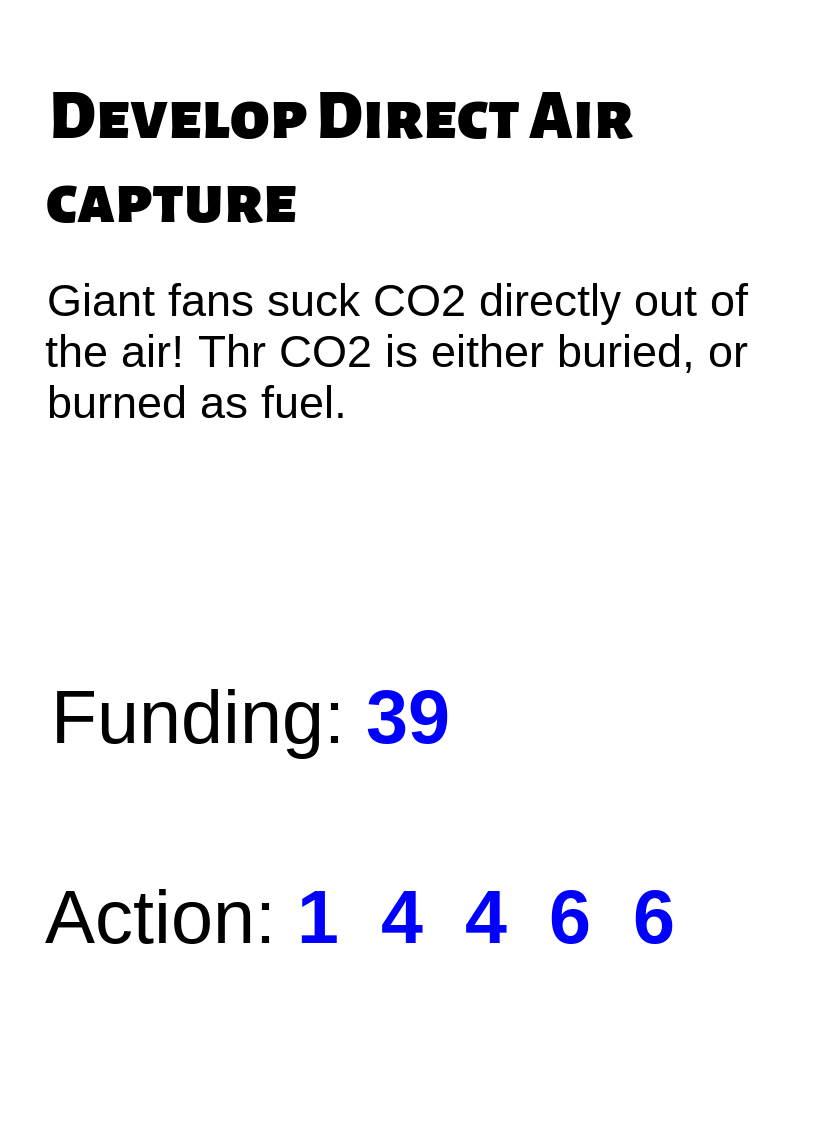 Develop Direct Air
capture
Giant fans suck CO2 directly out of
the air! Thr CO2 is either buried, or
burned as fuel.
Funding: 39
Action: 1 4 4 6 6